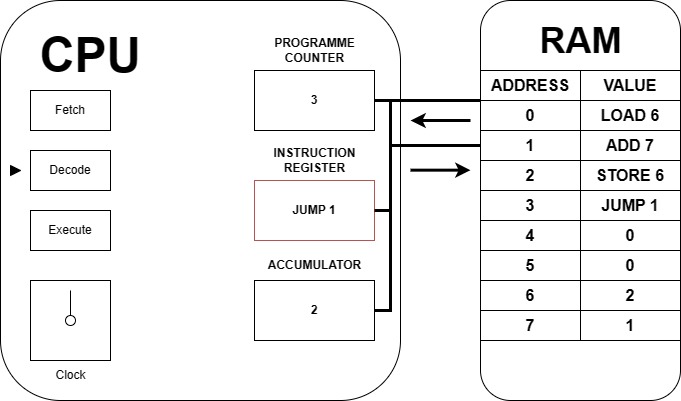 CPU
PROGRAMME
COUNTER
3
Fetch
INSTRUCTION
REGISTER
Decode
JUMP 1
Execute
ACCUMULATOR
2
Clock
RAM
ADDRESS VALUE
0 LOAD 6
1 ADD 7
2 STORE 6
3 JUMP 1
4 0
5 0
6 2
7 1